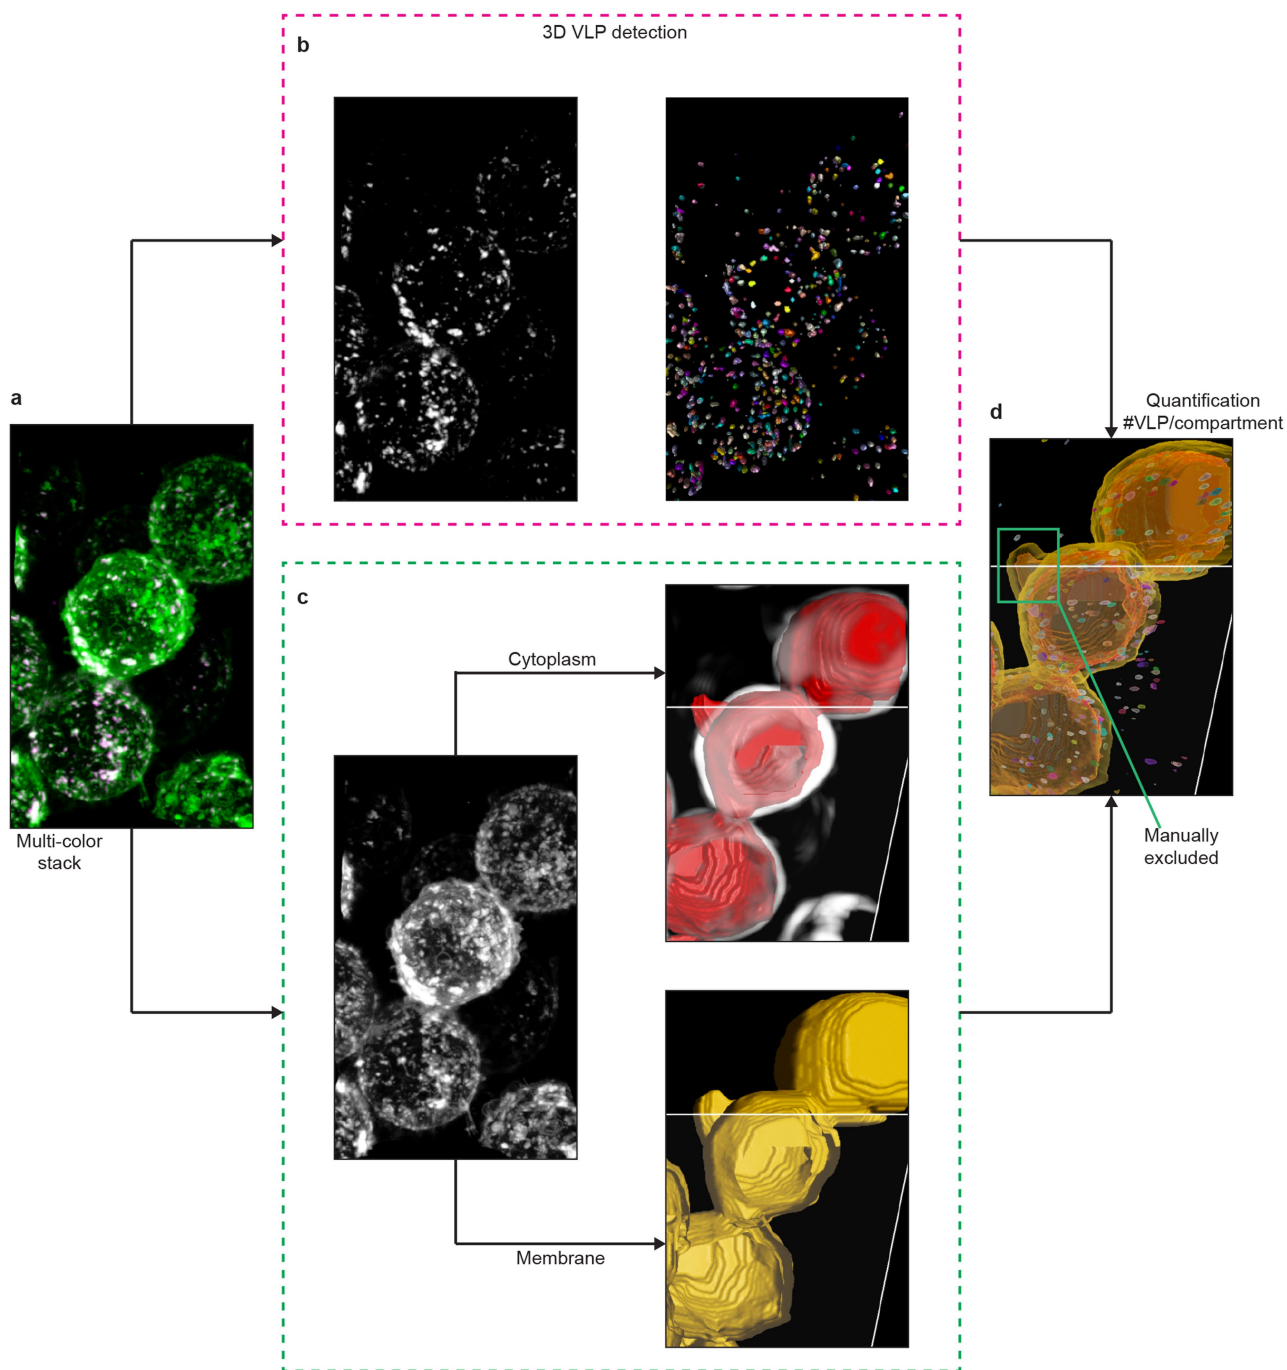 b
3D VLP detection
a
Multi-color
stack
c
Cytoplasm
Membrane
d
Quantification
#VLP/compartment
Manually
excluded